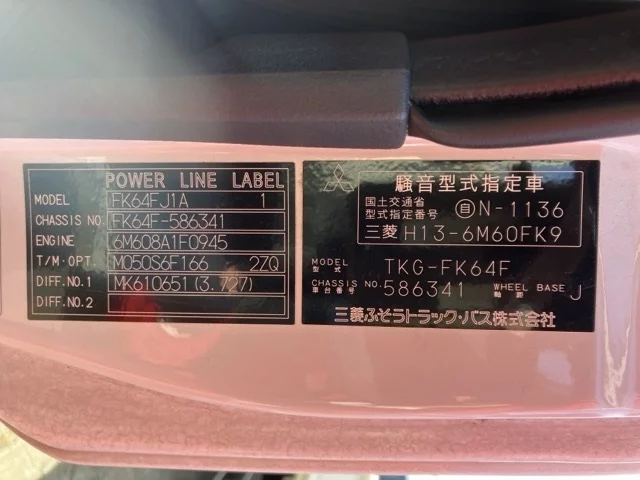 POWER LINE LABEL
MODEL FK64FJ1A 1
CHASSIS NO. FK64F-586341
ENGINE 6M608A1F0945
T/M·OPT. M050S6F166 2ZQ
DIFF.NO.1 MK610651(3.727)
DIFF.NO.2
騒音型式指定車
国土交通省
型式指定番号 自N-1136
三菱 H13-6M60FK9
MODEL
型式 TKG-FK64F
CHASSIS NO.
車台番号 586341 WHEEL BASE
軸距 J
三菱ふそうトラック・バス株式会社